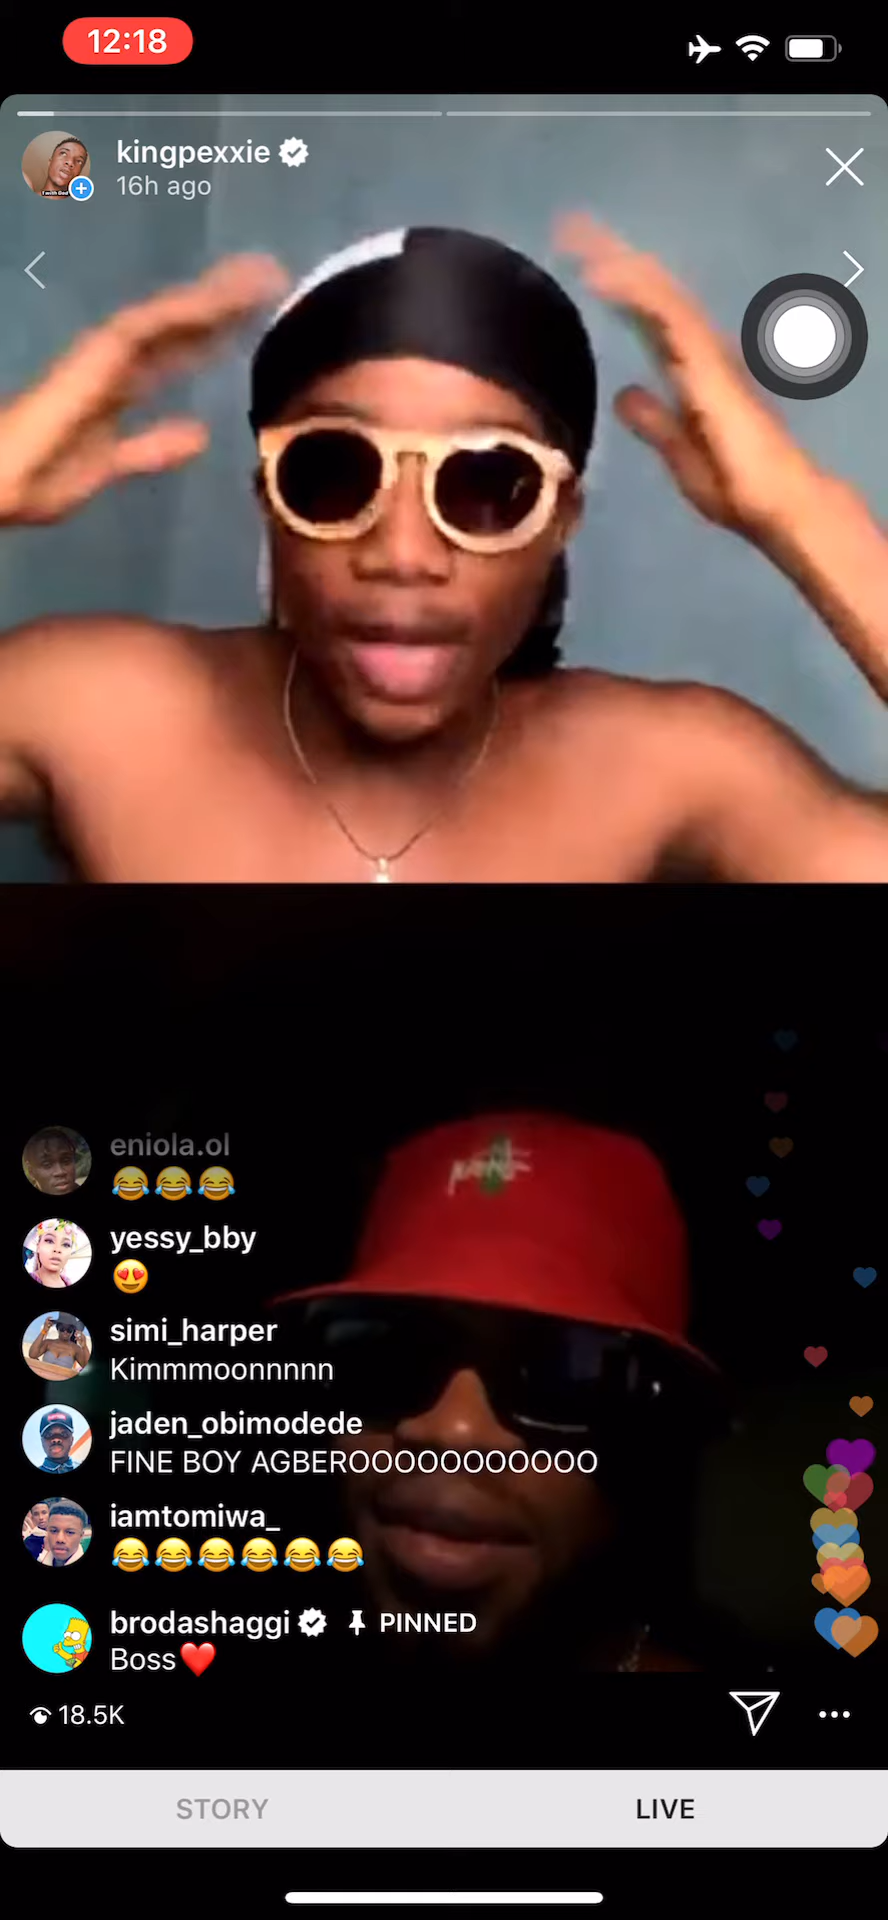 12:18
kingpexxie
16h ago
eniola.ol
😂😂😂
yessy_bby
😍
simi_harper
Kimmmoonnnnn
jaden_obimodede
FINE BOY AGBEROOOOOOOOOOO
iamtomiwa_
😂😂😂😂😂😂
brodashaggi PINNED
Boss❤️
18.5K
STORY LIVE